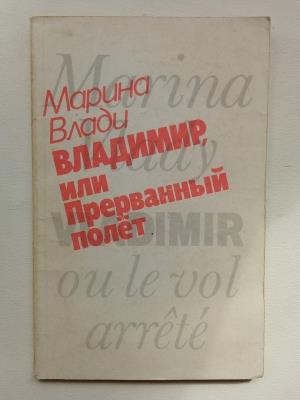 Marina
Vlady
VLADIMIR
ou le vol
arrêté
Марина
Влади
ВЛАДИМИР,
или
Прерванный
полёт